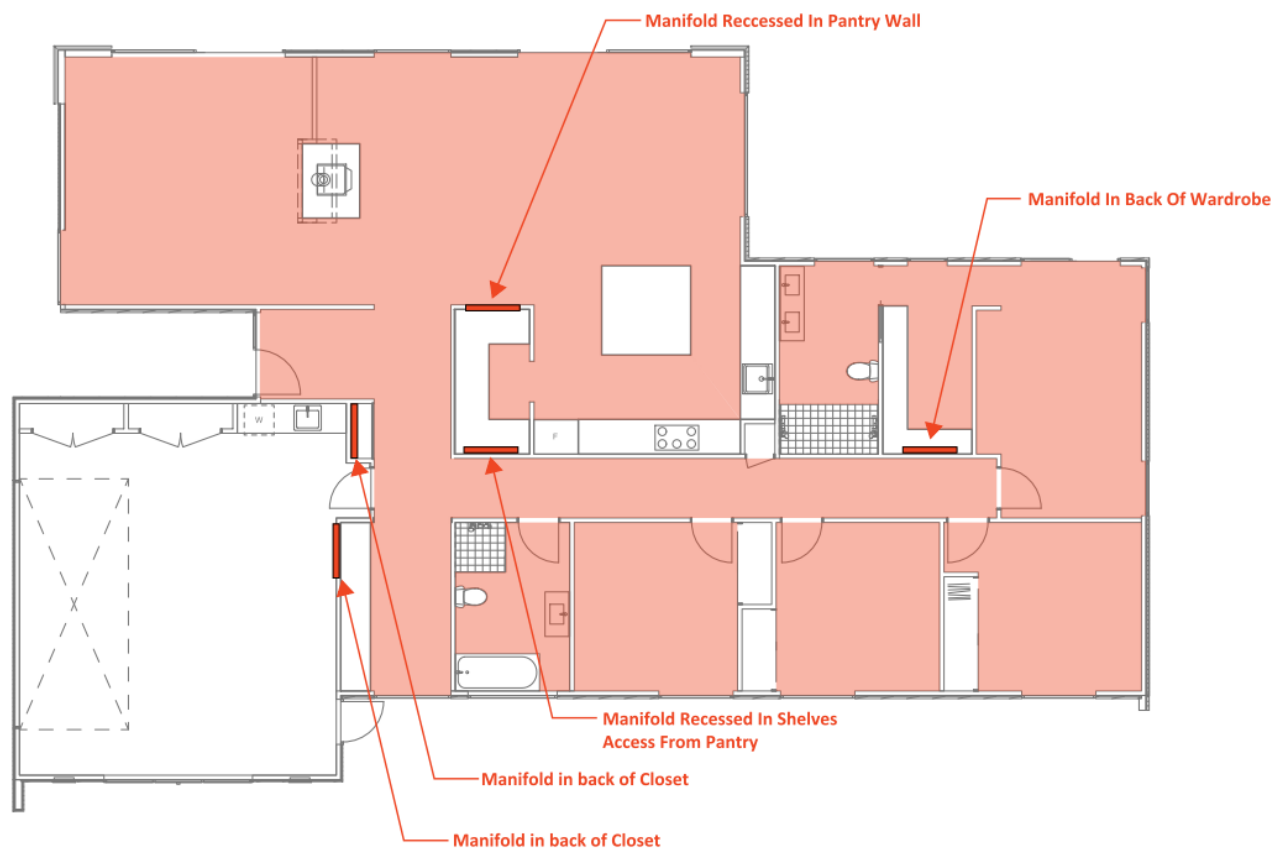 Manifold Reccessed In Pantry Wall
Manifold In Back Of Wardrobe
W
F
Manifold Recessed In Shelves
Access From Pantry
Manifold in back of Closet
Manifold in back of Closet